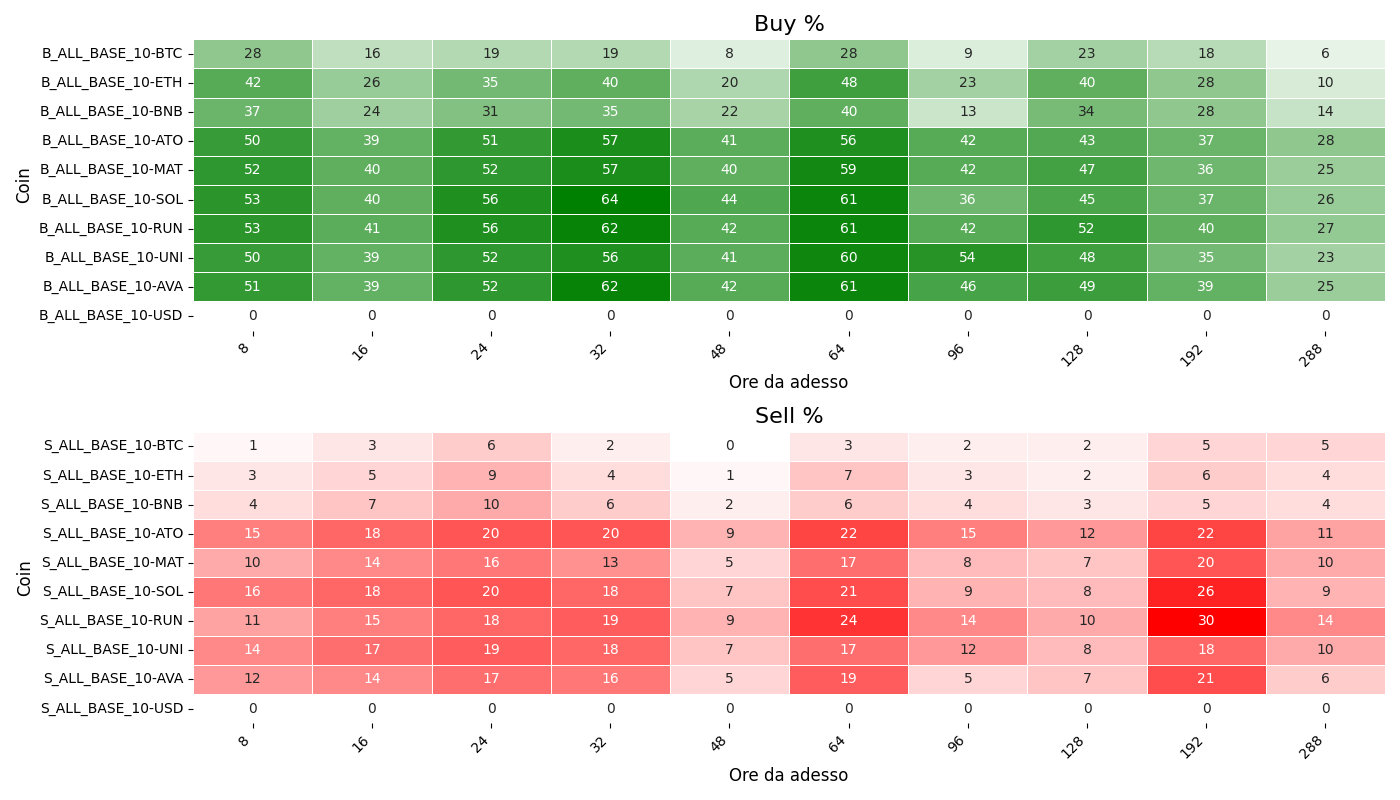 Buy %
Coin
B_ALL_BASE_10-BTC 28 16 19 19 8 28 9 23 18 6
B_ALL_BASE_10-ETH 42 26 35 40 20 48 23 40 28 10
B_ALL_BASE_10-BNB 37 24 31 35 22 40 13 34 28 14
B_ALL_BASE_10-ATO 50 39 51 57 41 56 42 43 37 28
B_ALL_BASE_10-MAT 52 40 52 57 40 59 42 47 36 25
B_ALL_BASE_10-SOL 53 40 56 64 44 61 36 45 37 26
B_ALL_BASE_10-RUN 53 41 56 62 42 61 42 52 40 27
B_ALL_BASE_10-UNI 50 39 52 56 41 60 54 48 35 23
B_ALL_BASE_10-AVA 51 39 52 62 42 61 46 49 39 25
B_ALL_BASE_10-USD 0 0 0 0 0 0 0 0 0 0
8 16 24 32 48 64 96 128 192 288
Ore da adesso
Sell %
Coin
S_ALL_BASE_10-BTC 1 3 6 2 0 3 2 2 5 5
S_ALL_BASE_10-ETH 3 5 9 4 1 7 3 2 6 4
S_ALL_BASE_10-BNB 4 7 10 6 2 6 4 3 5 4
S_ALL_BASE_10-ATO 15 18 20 20 9 22 15 12 22 11
S_ALL_BASE_10-MAT 10 14 16 13 5 17 8 7 20 10
S_ALL_BASE_10-SOL 16 18 20 18 7 21 9 8 26 9
S_ALL_BASE_10-RUN 11 15 18 19 9 24 14 10 30 14
S_ALL_BASE_10-UNI 14 17 19 18 7 17 12 8 18 10
S_ALL_BASE_10-AVA 12 14 17 16 5 19 5 7 21 6
S_ALL_BASE_10-USD 0 0 0 0 0 0 0 0 0 0
8 16 24 32 48 64 96 128 192 288
Ore da adesso